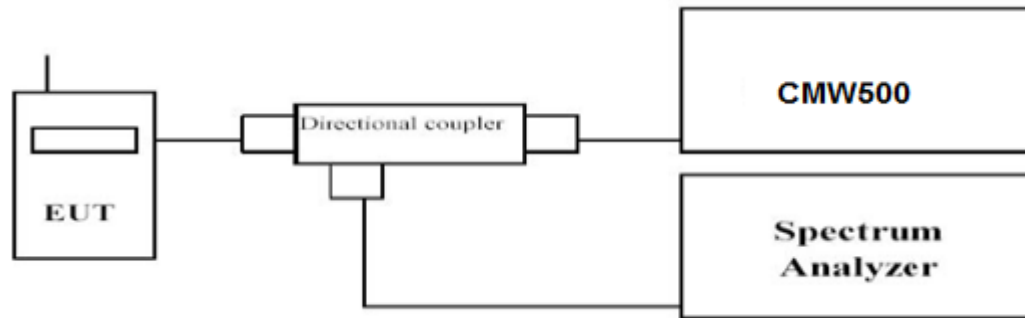 CMW500
Directional coupler
EUT
Spectrum
Analyzer